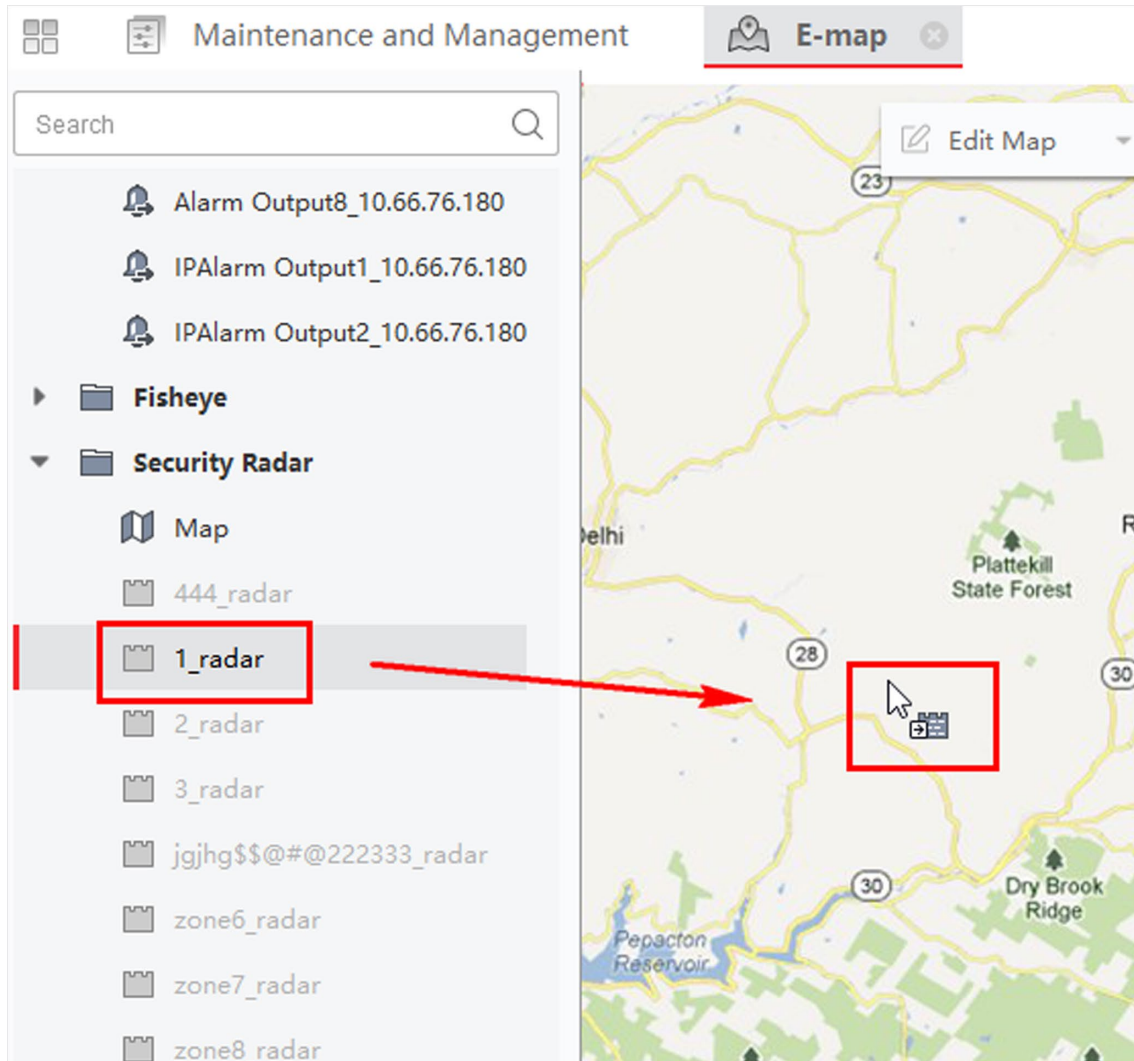 Maintenance and Management
E-map
Search
Edit Map
Alarm Output8_10.66.76.180
IPAlarm Output1_10.66.76.180
IPAlarm Output2_10.66.76.180
Fisheye
Security Radar
Map
444_radar
1_radar
2_radar
3_radar
jgjhg$$@#@222333_radar
zone6_radar
zone7_radar
zone8_radar
23
elhi
Plattekill
State Forest
R
28
30
30
Dry Brook
Ridge
Pepacton
Reservoir